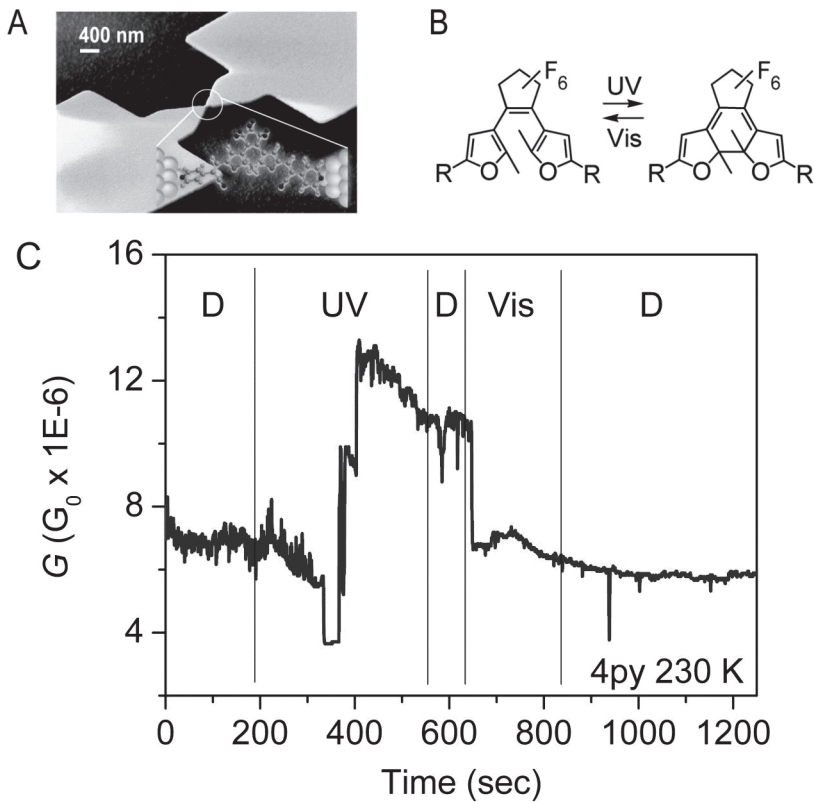 A
400 nm
B
F6
UV
Vis
F6
R
O
O
R
R
O
O
R
C
G (G0 x 1E-6)
16
12
8
4
D
UV
D
Vis
D
4py 230 K
0
200
400
600
800
1000
1200
Time (sec)